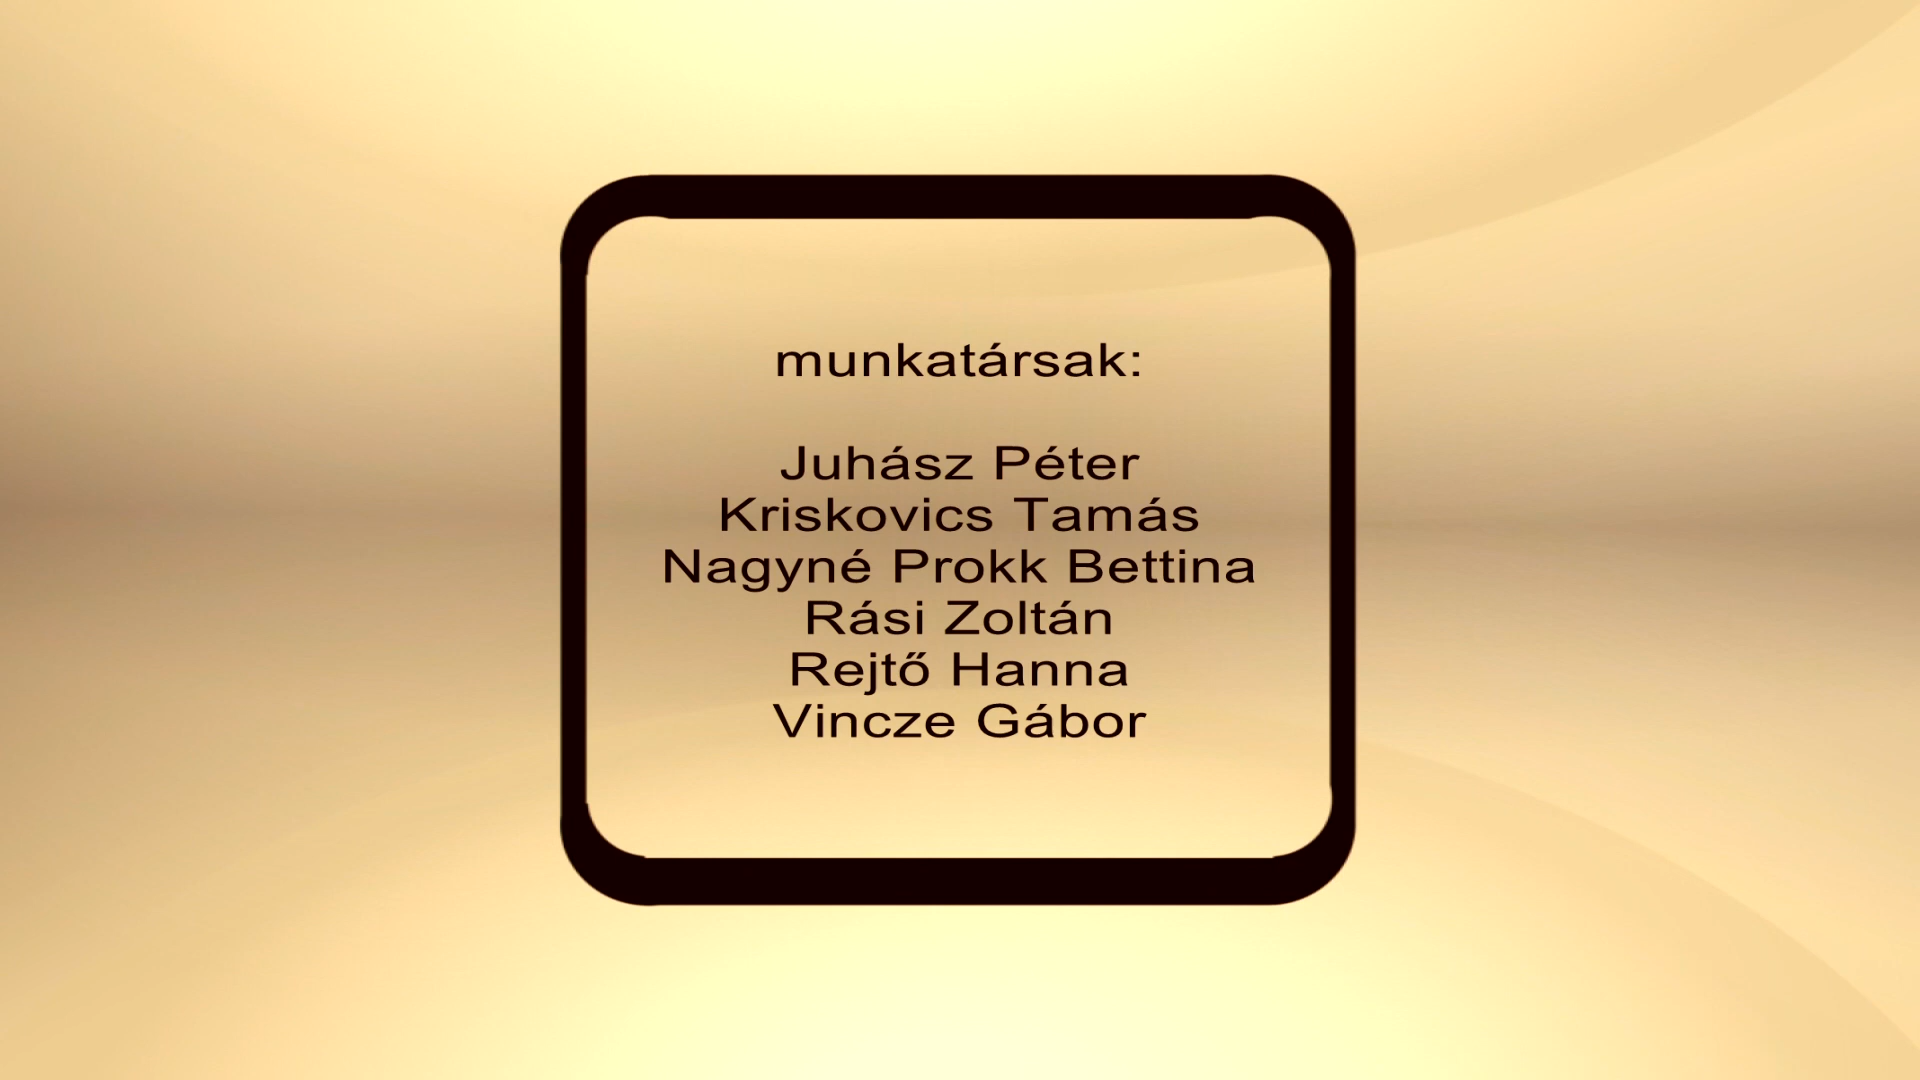 munkatársak:
Juhász Péter
Kriskovics Tamás
Nagyné Prokk Bettina
Rási Zoltán
Rejtő Hanna
Vincze Gábor